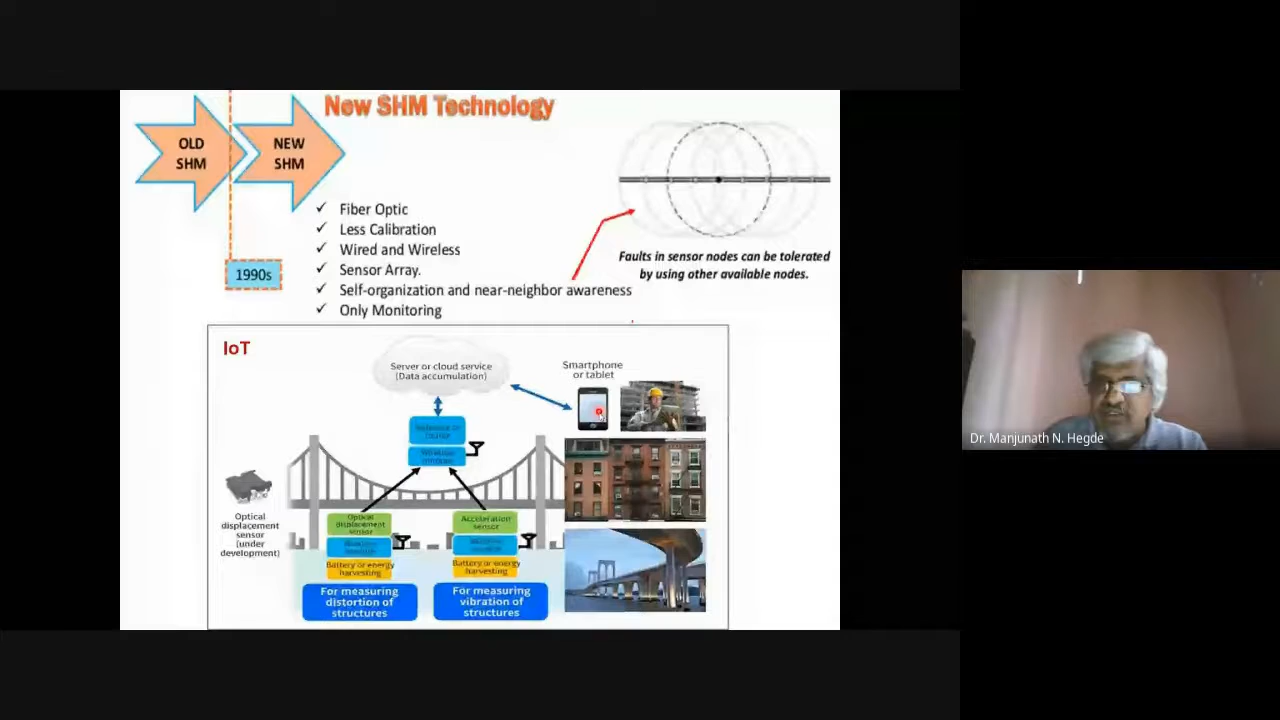 New SHM Technology
OLD
SHM
NEW
SHM
1990s
✓ Fiber Optic
✓ Less Calibration
✓ Wired and Wireless
✓ Sensor Array.
✓ Self-organization and near-neighbor awareness
✓ Only Monitoring
Faults in sensor nodes can be tolerated
by using other available nodes.
IoT
Server or cloud service
(Data accumulation)
Smartphone
or tablet
Optical
displacement
sensor
(under
development)
Optical
displacement
sensor
Battery or energy
harvesting
For measuring
distortion of
structures
Acceleration
sensor
Battery or energy
harvesting
For measuring
vibration of
structures
Dr. Manjunath N. Hegde